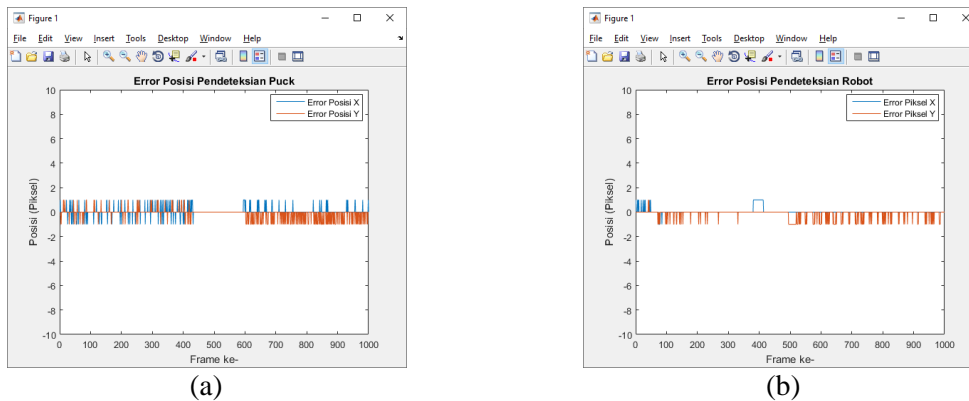 Figure 1
File Edit View Insert Tools Desktop Window Help
Error Posisi Pendeteksian Puck
Error Posisi X
Error Posisi Y
Posisi (Piksel)
10
8
6
4
2
0
-2
-4
-6
-8
-10
0 100 200 300 400 500 600 700 800 900 1000
Frame ke-
(a)
Figure 1
File Edit View Insert Tools Desktop Window Help
Error Posisi Pendeteksian Robot
Error Piksel X
Error Piksel Y
Posisi (Piksel)
10
8
6
4
2
0
-2
-4
-6
-8
-10
0 100 200 300 400 500 600 700 800 900 1000
Frame ke-
(b)